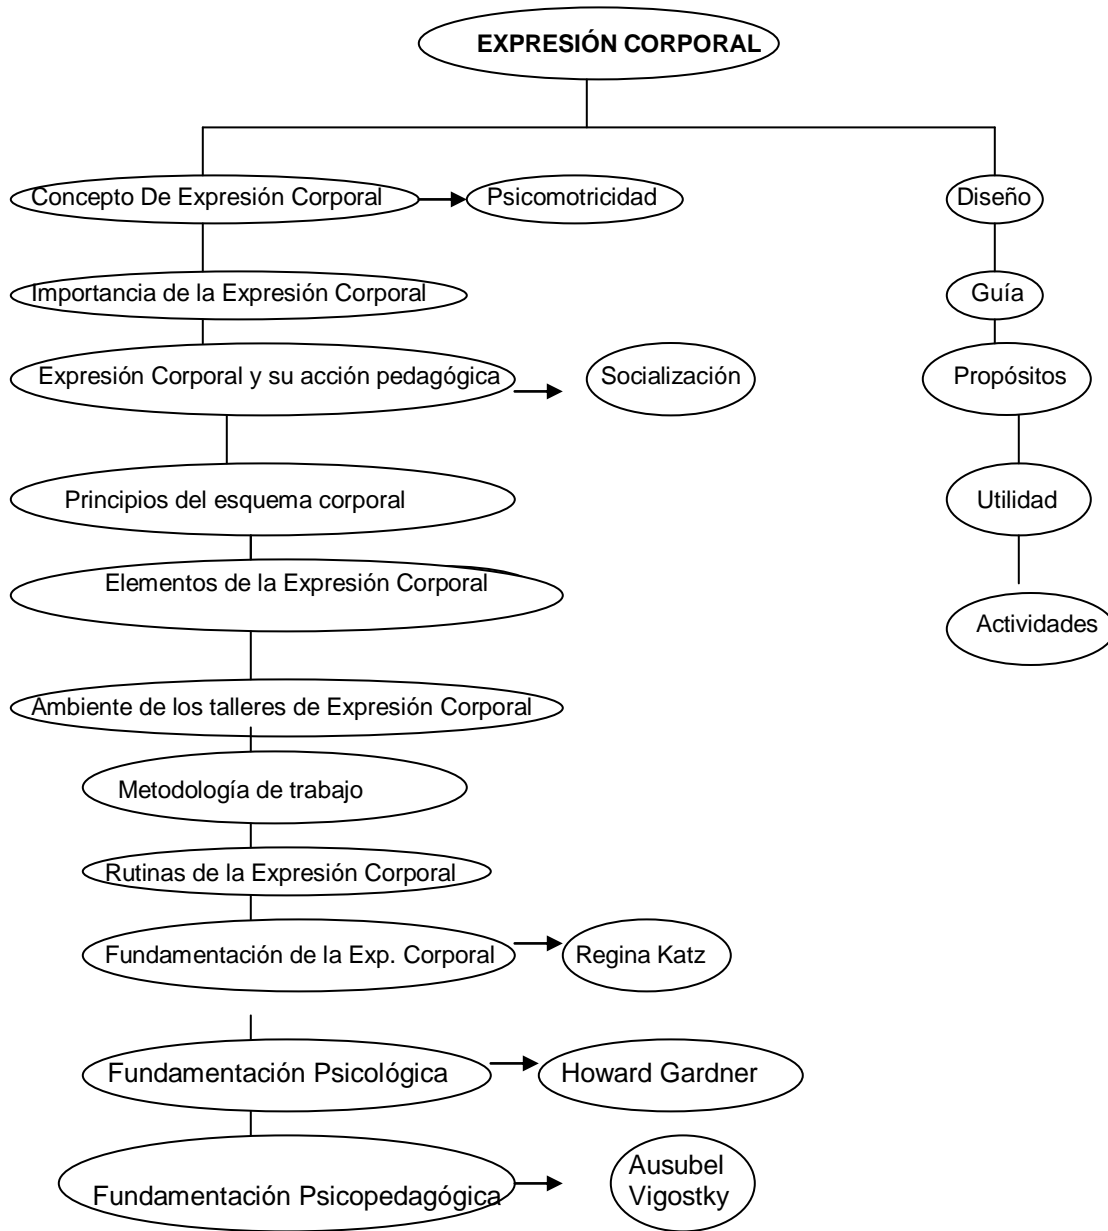 EXPRESIÓN CORPORAL
Concepto De Expresión Corporal
Psicomotricidad
Diseño
Importancia de la Expresión Corporal
Guía
Expresión Corporal y su acción pedagógica
Socialización
Propósitos
Principios del esquema corporal
Utilidad
Elementos de la Expresión Corporal
Actividades
Ambiente de los talleres de Expresión Corporal
Metodología de trabajo
Rutinas de la Expresión Corporal
Fundamentación de la Exp. Corporal
Regina Katz
Fundamentación Psicológica
Howard Gardner
Fundamentación Psicopedagógica
Ausubel
Vigostky